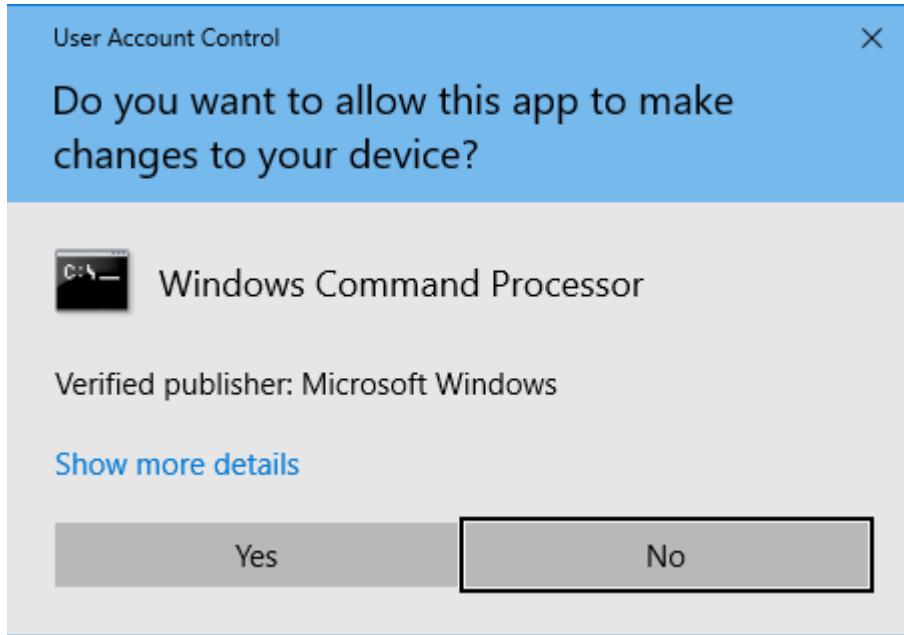 User Account Control
Do you want to allow this app to make
changes to your device?
C:\_
Windows Command Processor
Verified publisher: Microsoft Windows
Show more details
Yes
No